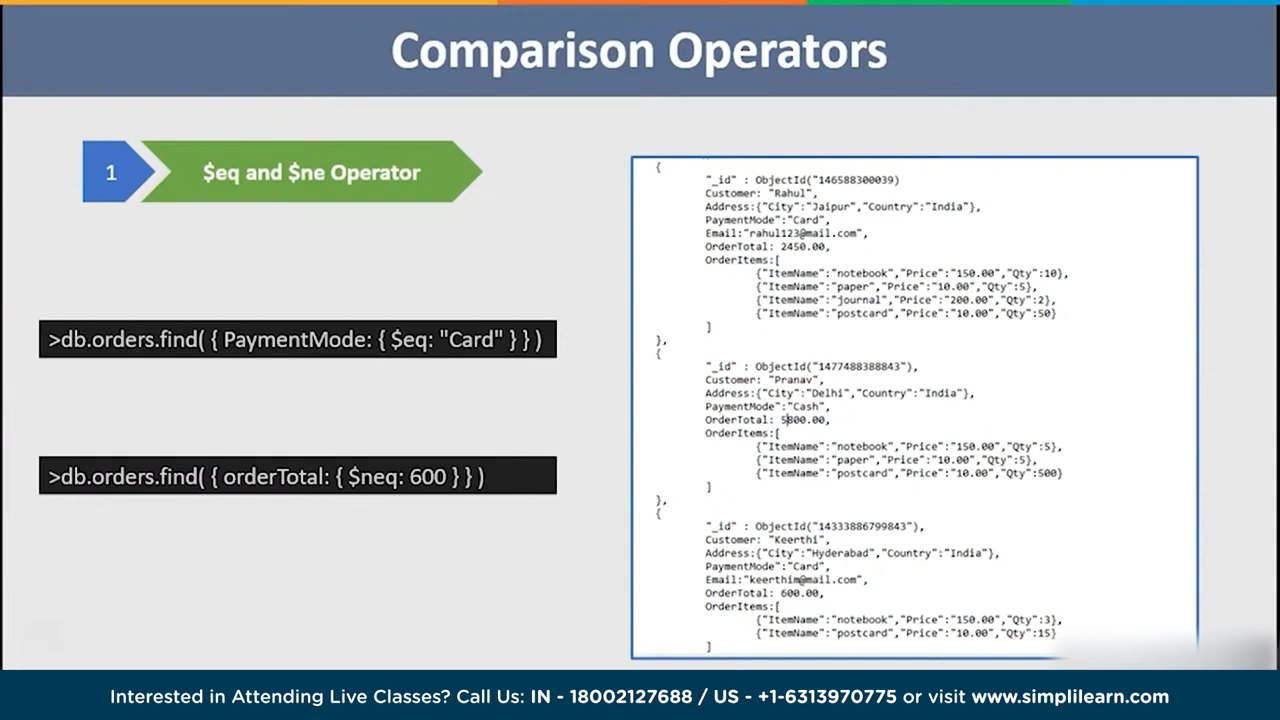 Comparison Operators
1
$eq and $ne Operator
>db.orders.find( { PaymentMode: { $eq: "Card" } } )
>db.orders.find( { orderTotal: { $neq: 600 } } )
{
"_id" : ObjectId("146588300039)
Customer: "Rahul",
Address:{"City":"Jaipur","Country":"India"},
PaymentMode":"Card",
Email:"rahul123@mail.com",
OrderTotal: 2450.00,
OrderItems:[
{"ItemName":"notebook","Price":"150.00","Qty":10},
{"ItemName":"paper","Price":"10.00","Qty":5},
{"ItemName":"journal","Price":"200.00","Qty":2},
{"ItemName":"postcard","Price":"10.00","Qty":50}
]
},
{
"_id" : ObjectId("1477488388843"),
Customer: "Pranav",
Address:{"City":"Delhi","Country":"India"},
PaymentMode":"Cash",
OrderTotal: 5800.00,
OrderItems:[
{"ItemName":"notebook","Price":"150.00","Qty":5},
{"ItemName":"paper","Price":"10.00","Qty":5},
{"ItemName":"postcard","Price":"10.00","Qty":500}
]
},
{
"_id" : ObjectId("14333886799843"),
Customer: "Keerthi",
Address:{"City":"Hyderabad","Country":"India"},
PaymentMode":"Card",
Email:"keerthim@mail.com",
OrderTotal: 600.00,
OrderItems:[
{"ItemName":"notebook","Price":"150.00","Qty":3},
{"ItemName":"postcard","Price":"10.00","Qty":15}
]
Interested in Attending Live Classes? Call Us: IN - 18002127688 / US - +1-6313970775 or visit www.simplilearn.com